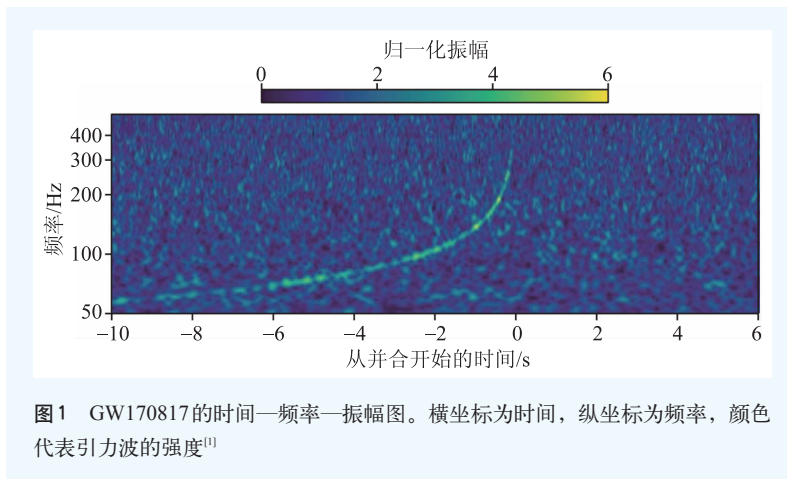 归一化振幅
0 2 4 6
频率/Hz
400
300
200
100
50
−10 −8 −6 −4 −2 0 2 4 6
从并合开始的时间/s
图1 GW170817的时间—频率—振幅图。横坐标为时间，纵坐标为频率，颜色
代表引力波的强度[1]